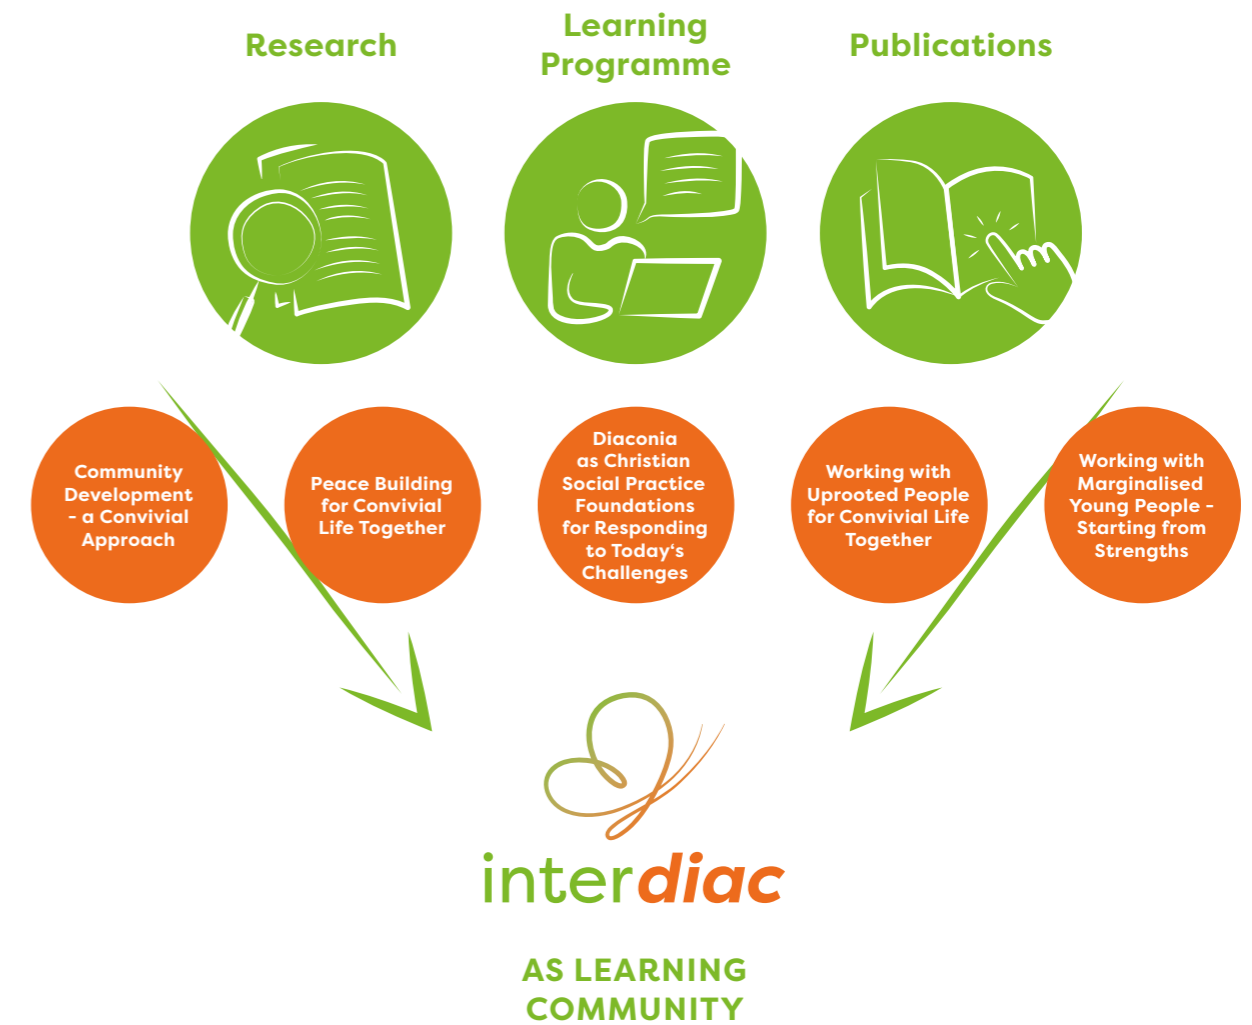 Research
Learning
Programme
Publications
Community
Development
- a Convivial
Approach
Peace Building
for Convivial
Life Together
Diaconia
as Christian
Social Practice
Foundations
for Responding
to Today‘s
Challenges
Working with
Uprooted People
for Convivial Life
Together
Working with
Marginalised
Young People -
Starting from
Strengths
interdiac
AS LEARNING
COMMUNITY